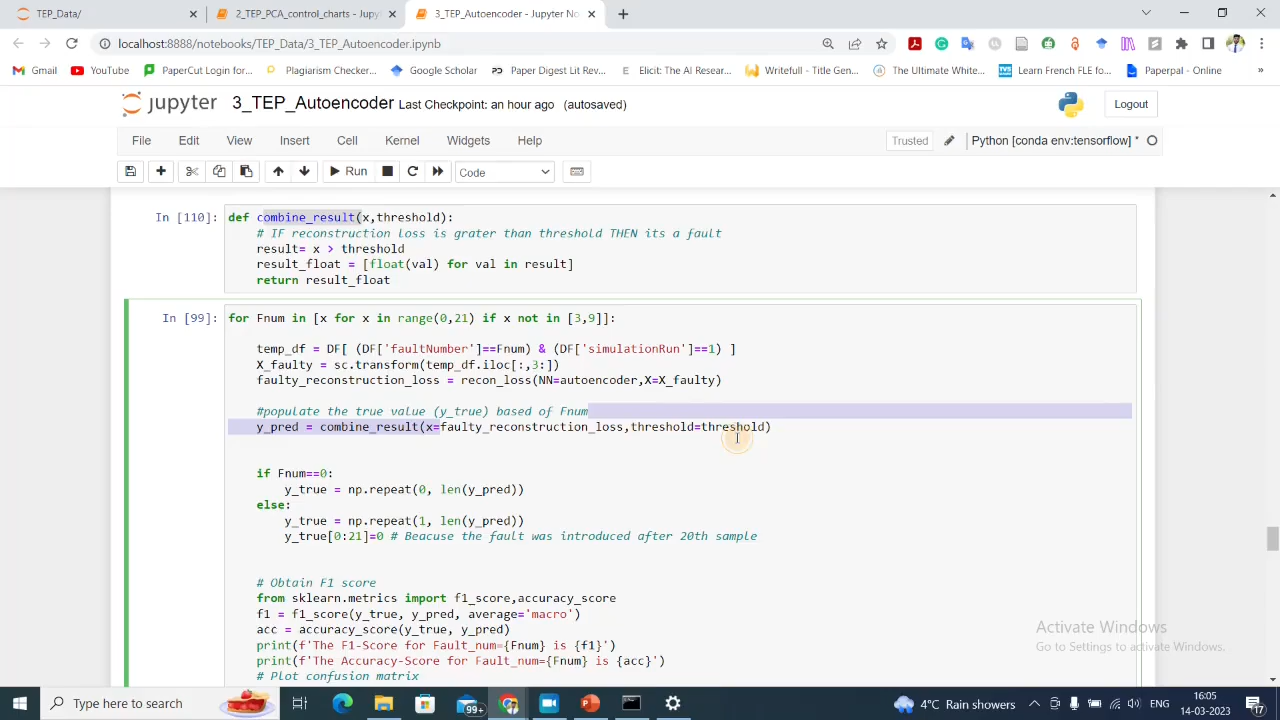 TEP_Data/
2_TEP_PCA_control_charts - Jupyt
3_TEP_Autoencoder - Jupyter No
localhost:8888/notebooks/TEP_Data/3_TEP_Autoencoder.ipynb
Gmail
YouTube
PaperCut Login for...
Plagiarism Checker...
Google Scholar
Paper Digest Lit Rev...
Elicit: The AI Resear...
Writefull - Title Gen...
The Ultimate White...
Learn French FLE fo...
Paperpal - Online
jupyter 3_TEP_Autoencoder Last Checkpoint: an hour ago (autosaved)
Logout
File Edit View Insert Cell Kernel Widgets Help
Trusted
Python [conda env:tensorflow] *
Run
Code
In [110]:
def combine_result(x,threshold):
# IF reconstruction loss is grater than threshold THEN its a fault
result= x > threshold
result_float = [float(val) for val in result]
return result_float
In [99]:
for Fnum in [x for x in range(0,21) if x not in [3,9]]:
temp_df = DF[ (DF['faultNumber']==Fnum) & (DF['simulationRun']==1) ]
X_faulty = sc.transform(temp_df.iloc[:,3:])
faulty_reconstruction_loss = recon_loss(NN=autoencoder,X=X_faulty)
#populate the true value (y_true) based of Fnum
y_pred = combine_result(x=faulty_reconstruction_loss,threshold=threshold)
if Fnum==0:
y_true = np.repeat(0, len(y_pred))
else:
y_true = np.repeat(1, len(y_pred))
y_true[0:21]=0 # Beacuse the fault was introduced after 20th sample
# Obtain F1 score
from sklearn.metrics import f1_score,accuracy_score
f1 = f1_score(y_true, y_pred, average='macro')
acc = accuracy_score(y_true, y_pred)
print(f'The F1-Score for Fault_num={Fnum} is {f1}')
print(f'The Accuracy-Score for Fault_num={Fnum} is {acc}')
# Plot confusion matrix
Activate Windows
Go to Settings to activate Windows.
Type here to search
99+
4°C Rain showers
ENG
16:05
14-03-2023
17